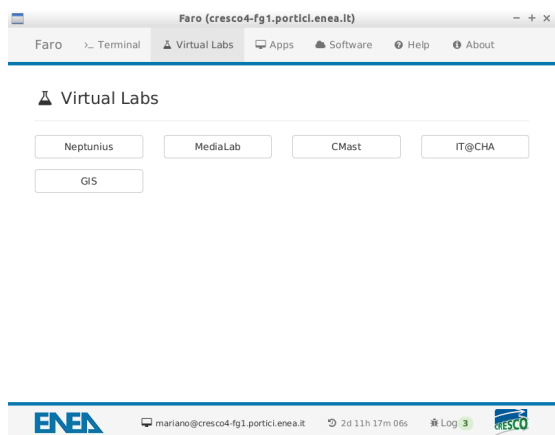 Faro (cresco4-fg1.portici.enea.it)
Faro >_ Terminal Virtual Labs Apps Software Help About
Virtual Labs
Neptunius MediaLab CMast IT@CHA
GIS
ENEA mariano@cresco4-fg1.portici.enea.it 2d 11h 17m 06s Log 3 CRESCO